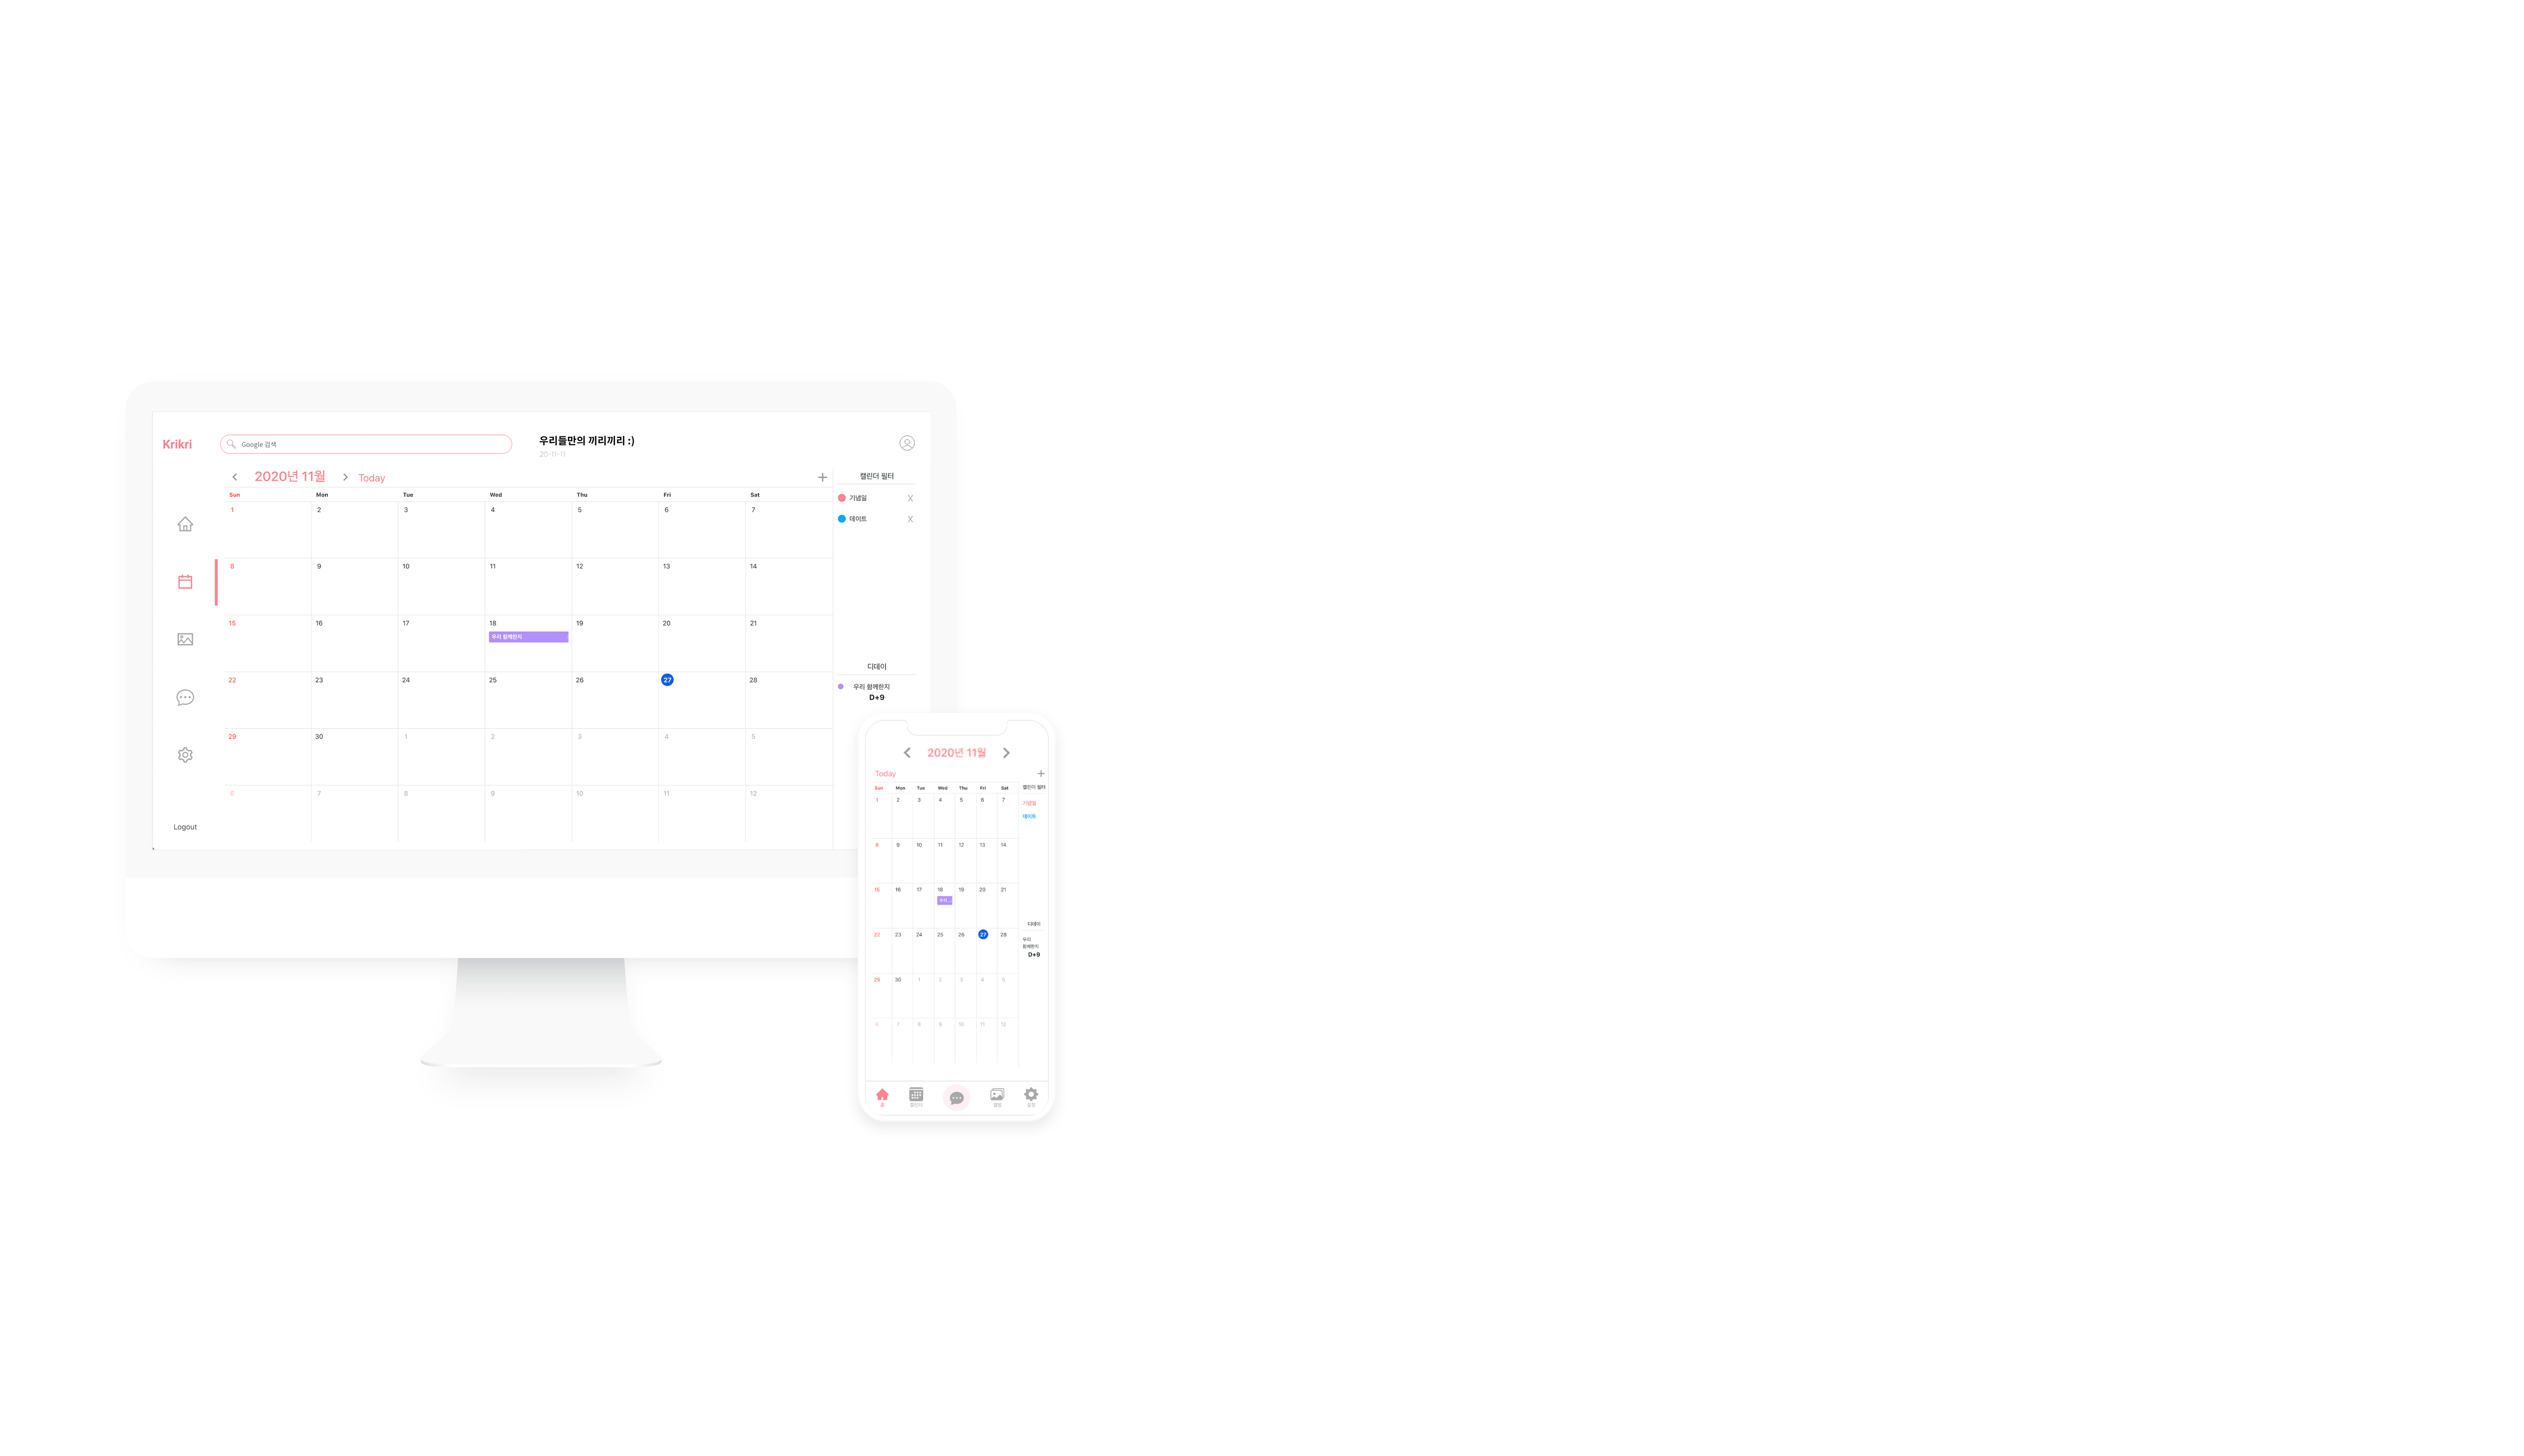 Krikri
Google 검색
우리들만의 끼리끼리 :)
20-11-11
2020년 11월
Today
캘린더 필터
Sun Mon Tue Wed Thu Fri Sat
기념일 X
데이트 X
1 2 3 4 5 6 7
8 9 10 11 12 13 14
15 16 17 18 19 20 21
우리 함께한지
22 23 24 25 26 27 28
29 30 1 2 3 4 5
6 7 8 9 10 11 12
디데이
우리 함께한지
D+9
Logout
2020년 11월
Today
Sun Mon Tue Wed Thu Fri Sat
캘린더 필터
1 2 3 4 5 6 7
기념일
데이트
8 9 10 11 12 13 14
15 16 17 18 19 20 21
우리 ...
22 23 24 25 26 27 28
29 30 1 2 3 4 5
6 7 8 9 10 11 12
디데이
우리
함께한지
D+9
홈 캘린더 앨범 설정